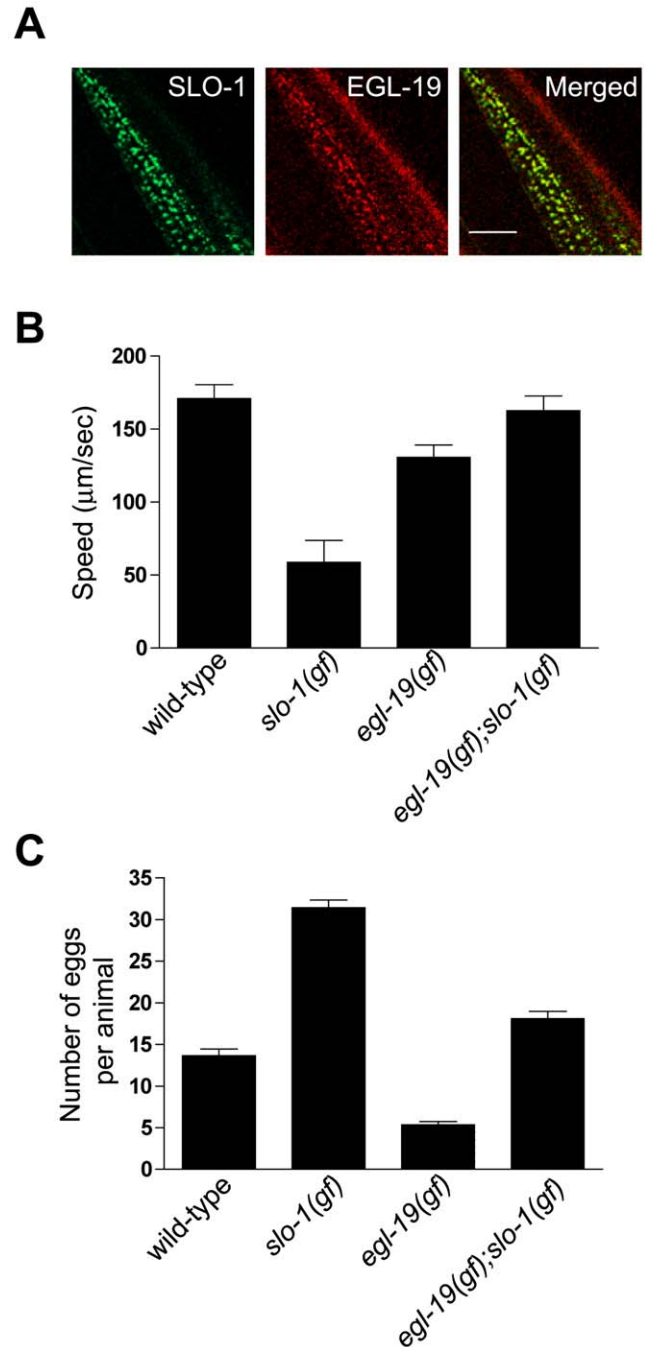 A
SLO-1
EGL-19
Merged
B
Speed (μm/sec)
200
150
100
50
0
wild-type
slo-1(gf)
egl-19(gf)
egl-19(gf);slo-1(gf)
C
Number of eggs
per animal
35
30
25
20
15
10
5
0
wild-type
slo-1(gf)
egl-19(gf)
egl-19(gf);slo-1(gf)